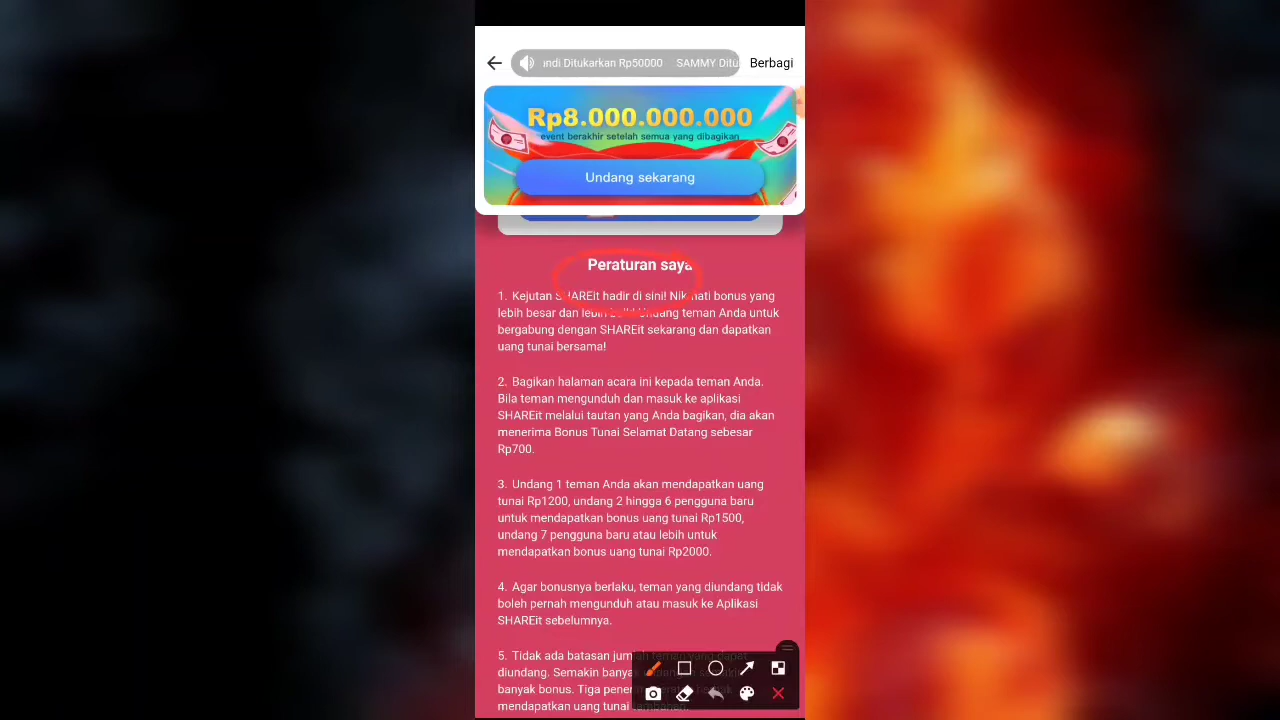 indi Ditukarkan Rp50000 SAMMY Ditu
Berbagi
Rp8.000.000.000
event berakhir setelah semua yang dibagikan
Undang sekarang
Peraturan saya
1. Kejutan SHAREit hadir di sini! Nikmati bonus yang
lebih besar dan lebih baik! Undang teman Anda untuk
bergabung dengan SHAREit sekarang dan dapatkan
uang tunai bersama!
2. Bagikan halaman acara ini kepada teman Anda.
Bila teman mengunduh dan masuk ke aplikasi
SHAREit melalui tautan yang Anda bagikan, dia akan
menerima Bonus Tunai Selamat Datang sebesar
Rp700.
3. Undang 1 teman Anda akan mendapatkan uang
tunai Rp1200, undang 2 hingga 6 pengguna baru
untuk mendapatkan bonus uang tunai Rp1500,
undang 7 pengguna baru atau lebih untuk
mendapatkan bonus uang tunai Rp2000.
4. Agar bonusnya berlaku, teman yang diundang tidak
boleh pernah mengunduh atau masuk ke Aplikasi
SHAREit sebelumnya.
5. Tidak ada batasan jumlah teman yang dapat
diundang. Semakin banyak
banyak bonus. Tiga
mendapatkan uang tunai tambahan.